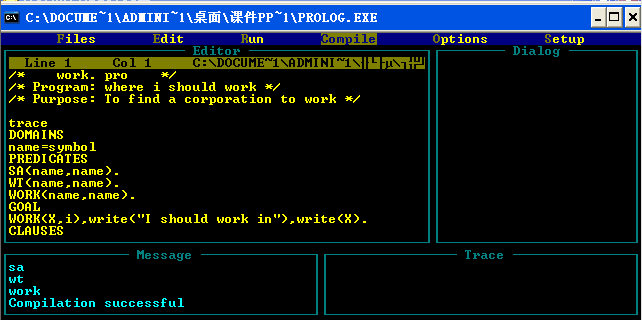 C:\DOCUME~1\ADMINI~1\桌面\课件PP~1\PROLOG.EXE
Files Edit Run Compile Options Setup
Editor
Line 1 Col 1 C:\DOCUME~1\ADMINI~1\
/* work. pro */
/* Program: where i should work */
/* Purpose: To find a corporation to work */
trace
DOMAINS
name=symbol
PREDICATES
SA(name,name).
WT(name,name).
WORK(name,name).
GOAL
WORK(X,i),write("I should work in"),write(X).
CLAUSES
Dialog
Message
sa
wt
work
Compilation successful
Trace